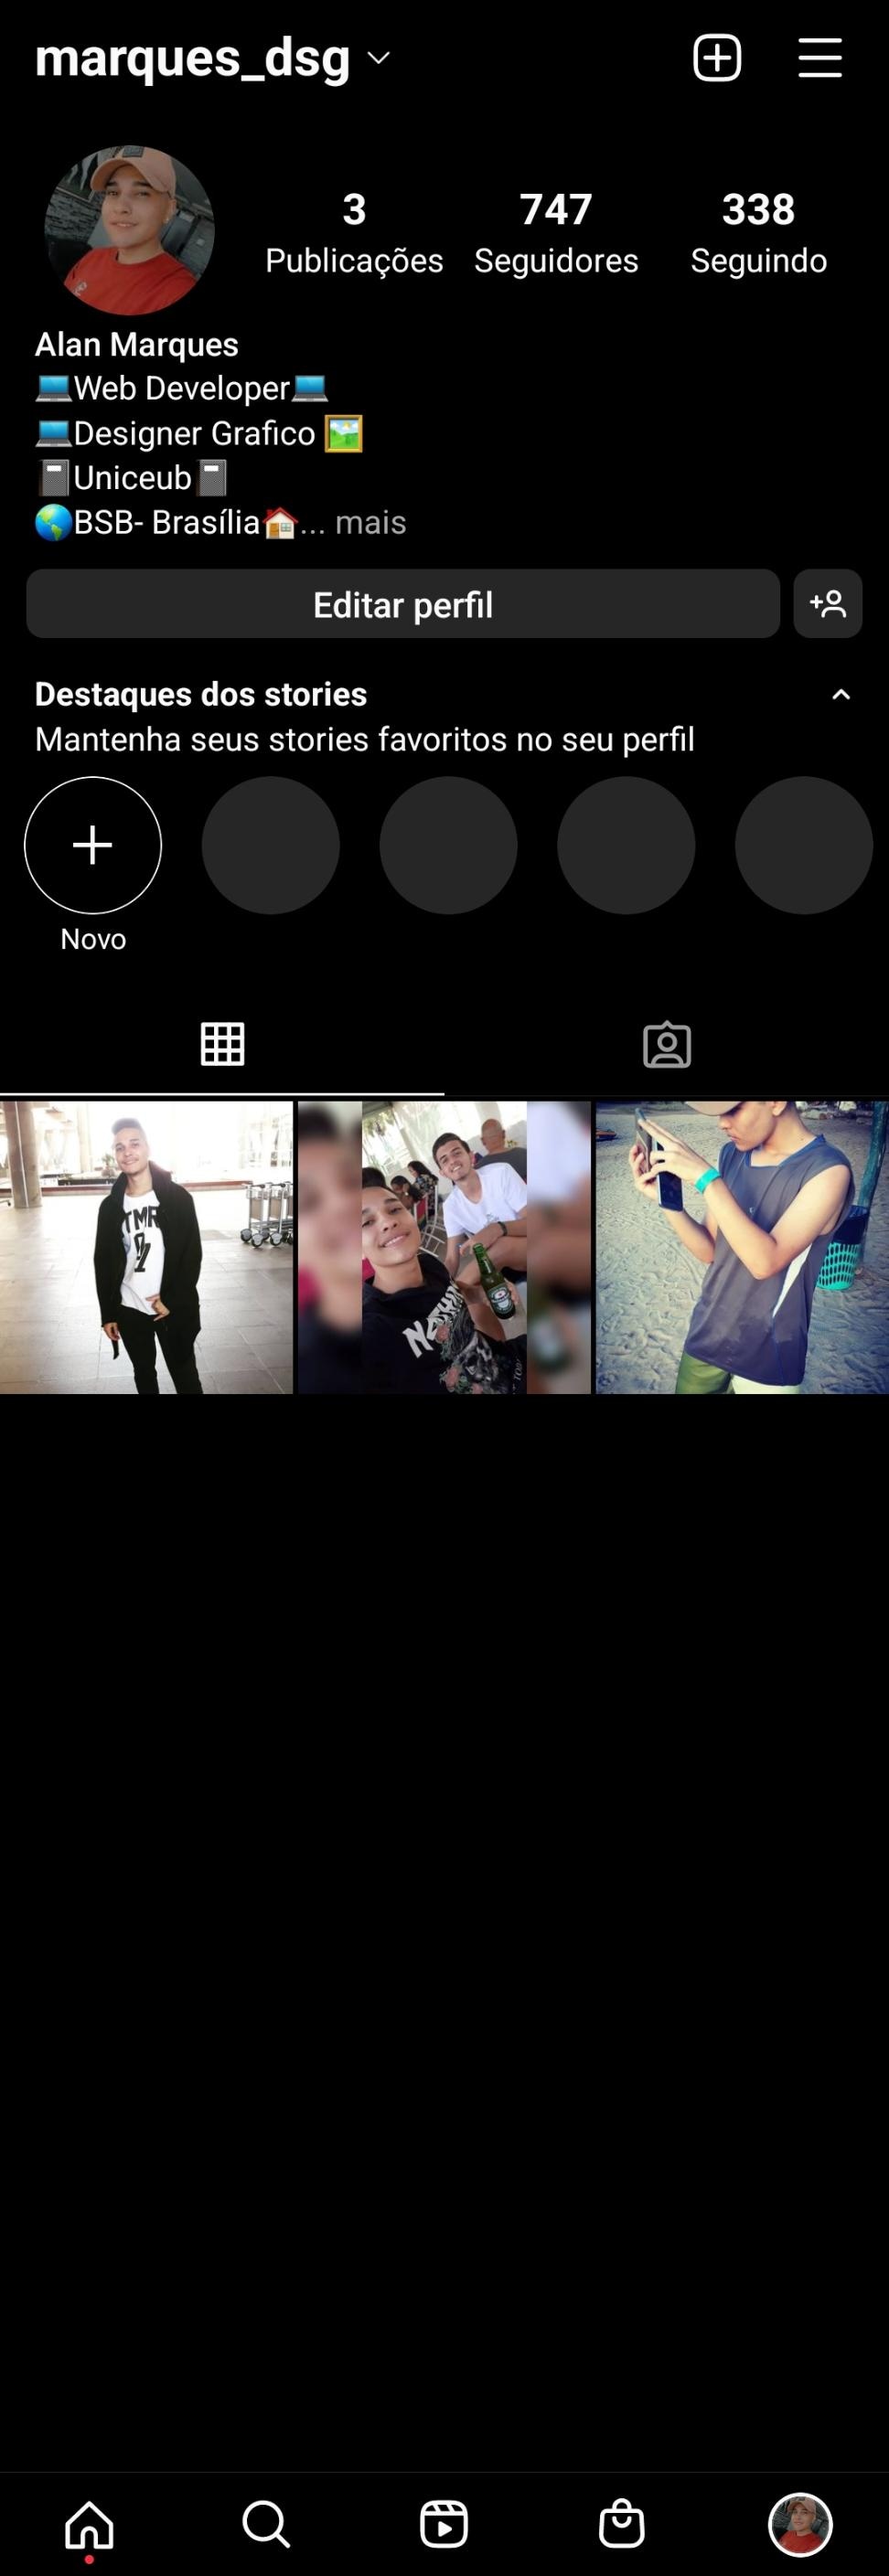 marques_dsg
3 747 338
Publicações Seguidores Seguindo
Alan Marques
💻Web Developer💻
💻Designer Grafico 🖼️
📓Uniceub📓
🌎BSB- Brasília🏠... mais
Editar perfil
Destaques dos stories
Mantenha seus stories favoritos no seu perfil
Novo